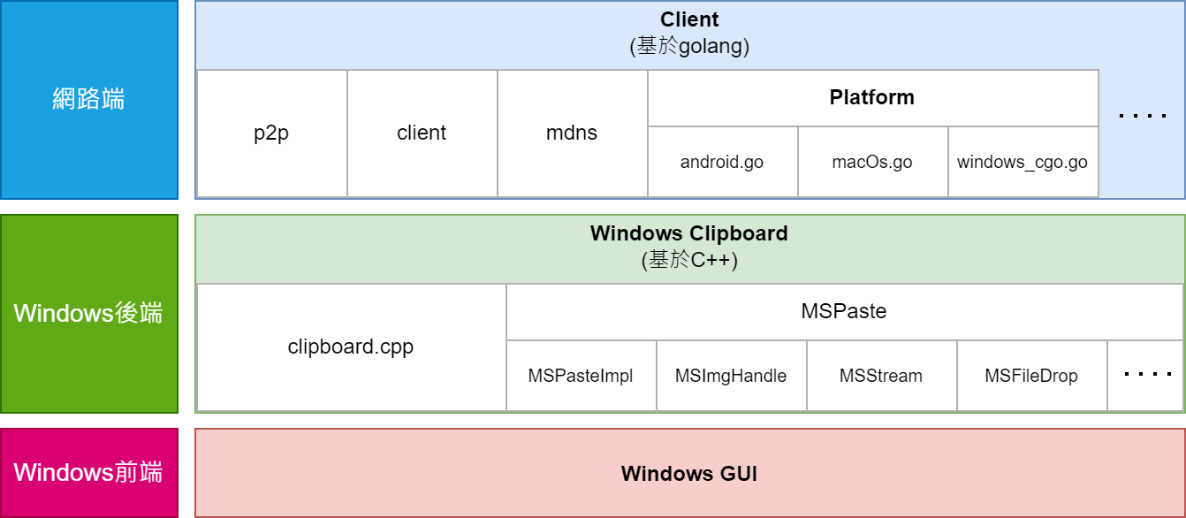 網路端
Client
(基於golang)
p2p
client
mdns
Platform
android.go
macOs.go
windows_cgo.go
....
Windows後端
Windows Clipboard
(基於C++)
clipboard.cpp
MSPaste
MSPasteImpl
MSImgHandle
MSStream
MSFileDrop
....
Windows前端
Windows GUI